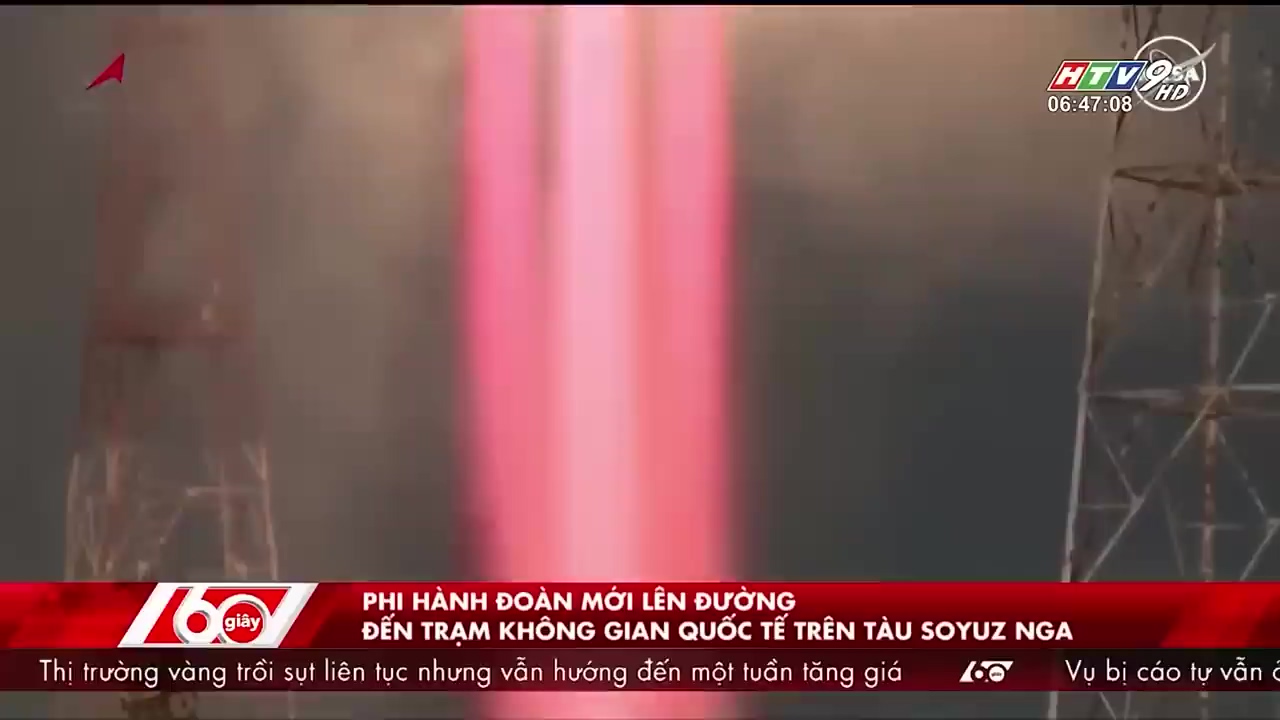 HTV9
HD
06:47:08
60 giây
PHI HÀNH ĐOÀN MỚI LÊN ĐƯỜNG
ĐẾN TRẠM KHÔNG GIAN QUỐC TẾ TRÊN TÀU SOYUZ NGA
Thị trường vàng trồi sụt liên tục nhưng vẫn hướng đến một tuần tăng giá 60 giây Vụ bị cáo tự vẫn